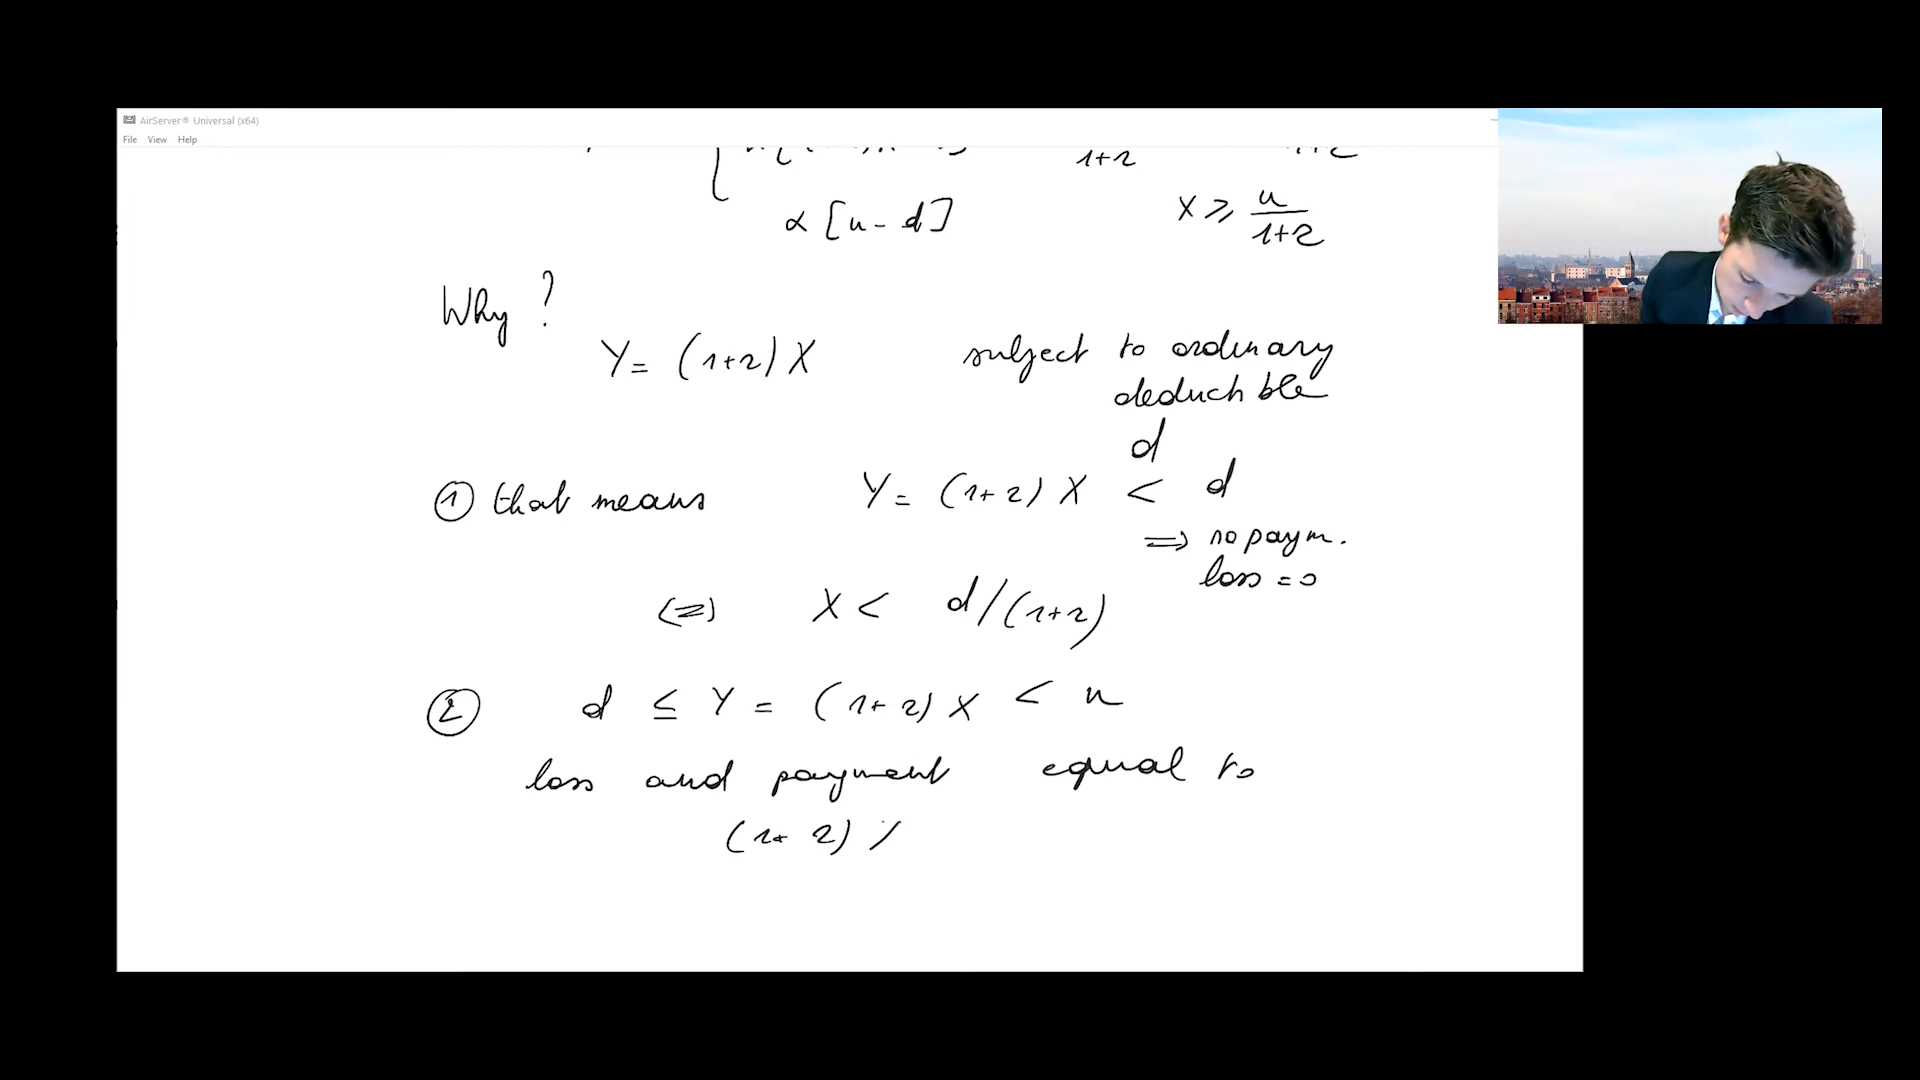 AirServer® Universal (x64)
File View Help
1+r
α [u - d] x ⩾ u/(1+r)
Why ?
Y = (1+r) X subject to ordinary
deductible
d
① that means Y = (1+r) X < d
⇒ no paym.
loss = 0
(=) X < d/(1+r)
② d ≤ Y = (1+r) X < u
loss and payment equal to
(1+r)